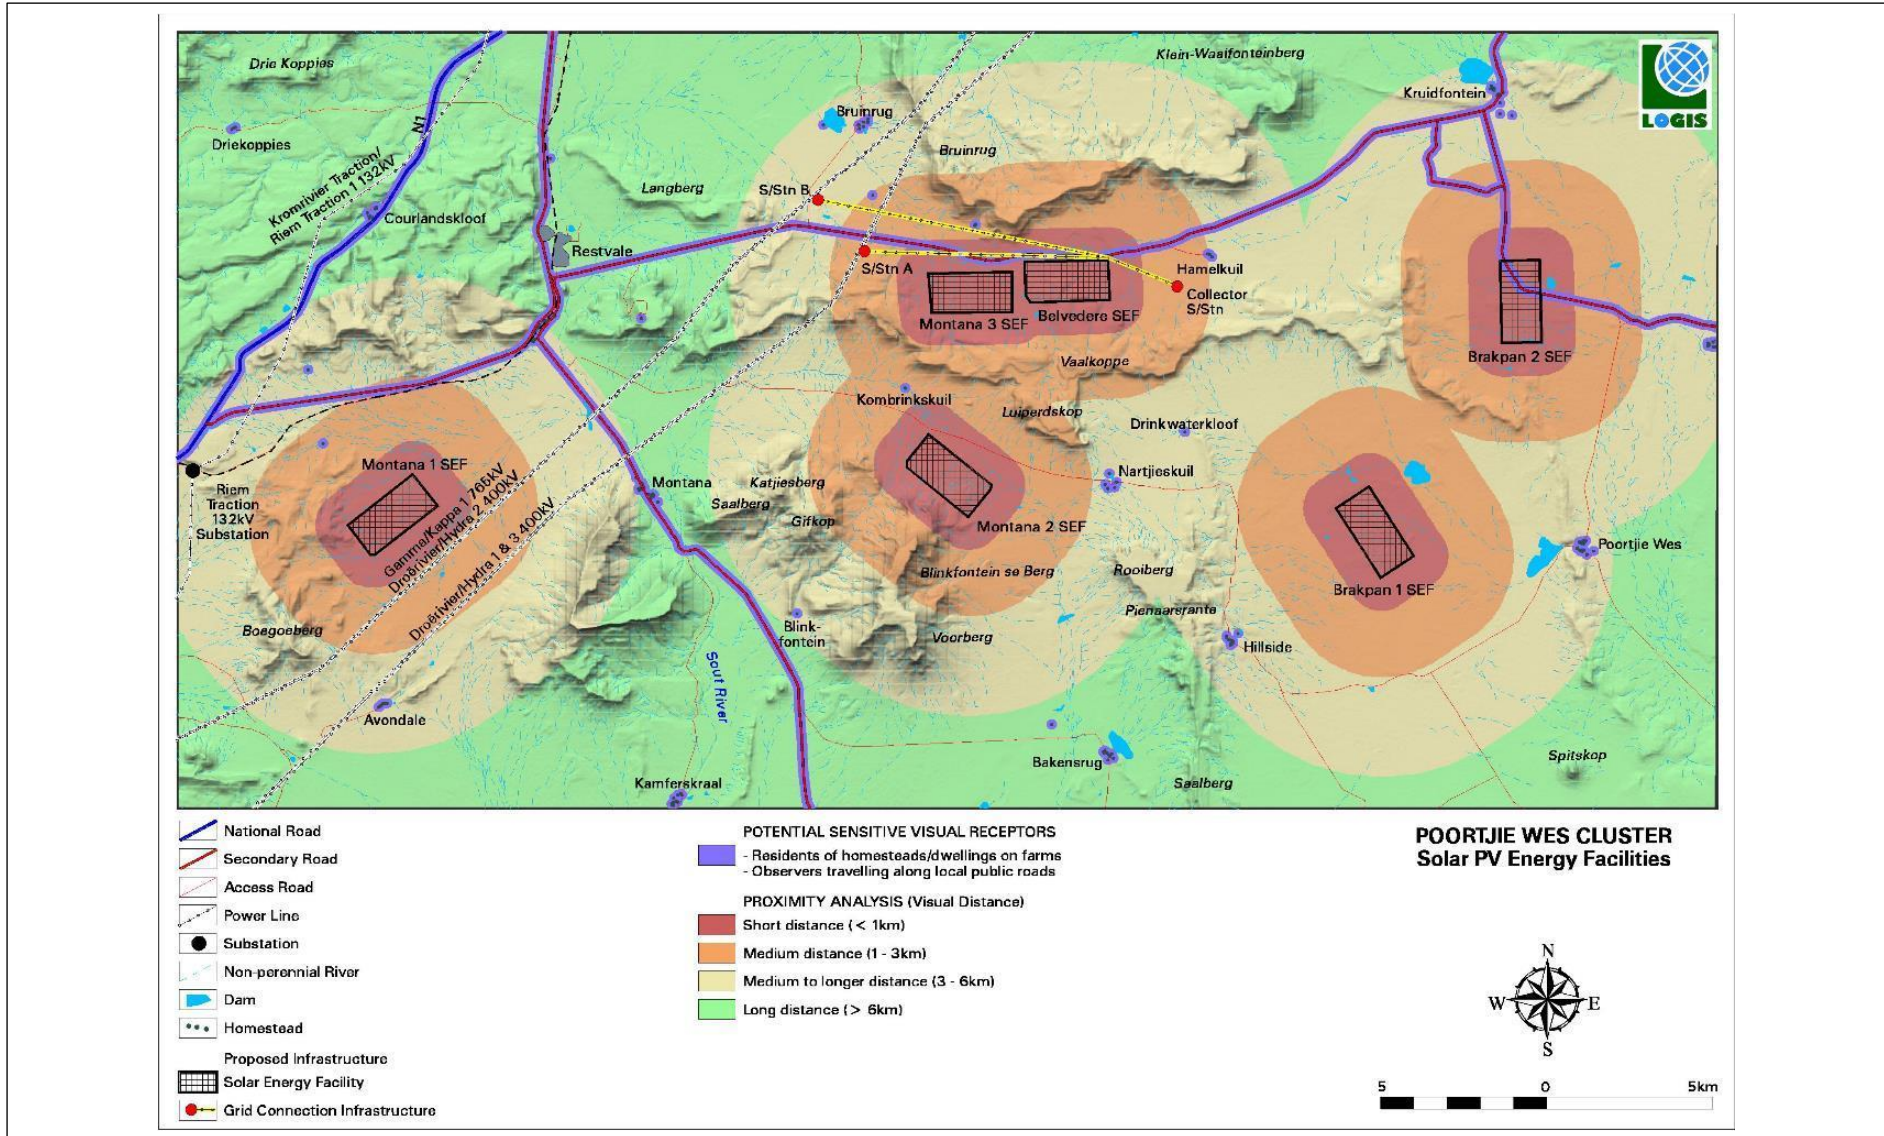 Drie Koppies
Klein-Waaifonteinberg
LOGIS
Kruidfontein
Bruinrug
N1
Driekoppies
Bruinrug
Kromrivier Traction/
Riem Traction 1 132kV
Langberg
S/Stn B
Courlandskloof
Restvale
S/Stn A
Hamelkuil
Collector
S/Stn
Montana 3 SEF
Belvedere SEF
Brakpan 2 SEF
Vaalkoppe
Kombrinkskuil
Luiperdskop
Drinkwaterkloof
Montana 1 SEF
Nartjieskuil
Riem
Traction
132kV
Substation
Montana
Katjiesberg
Saalberg
Gifkop
Montana 2 SEF
Gamma/Kappa 1 765kV
Droërivier/Hydra 2 400kV
Droërivier/Hydra 1 & 3 400kV
Poortjie Wes
Blinkfontein se Berg
Rooiberg
Brakpan 1 SEF
Pienaarsrante
Boegoeberg
Blink-
fontein
Voorberg
Hillside
Sout River
Avondale
Bakensrug
Spitskop
Kamferskraal
Saalberg
National Road
Secondary Road
Access Road
Power Line
Substation
Non-perennial River
Dam
Homestead
Proposed Infrastructure
Solar Energy Facility
Grid Connection Infrastructure
POTENTIAL SENSITIVE VISUAL RECEPTORS
- Residents of homesteads/dwellings on farms
- Observers travelling along local public roads
PROXIMITY ANALYSIS (Visual Distance)
Short distance (< 1km)
Medium distance (1 - 3km)
Medium to longer distance (3 - 6km)
Long distance (> 6km)
POORTJIE WES CLUSTER
Solar PV Energy Facilities
N
W E
S
5 0 5km